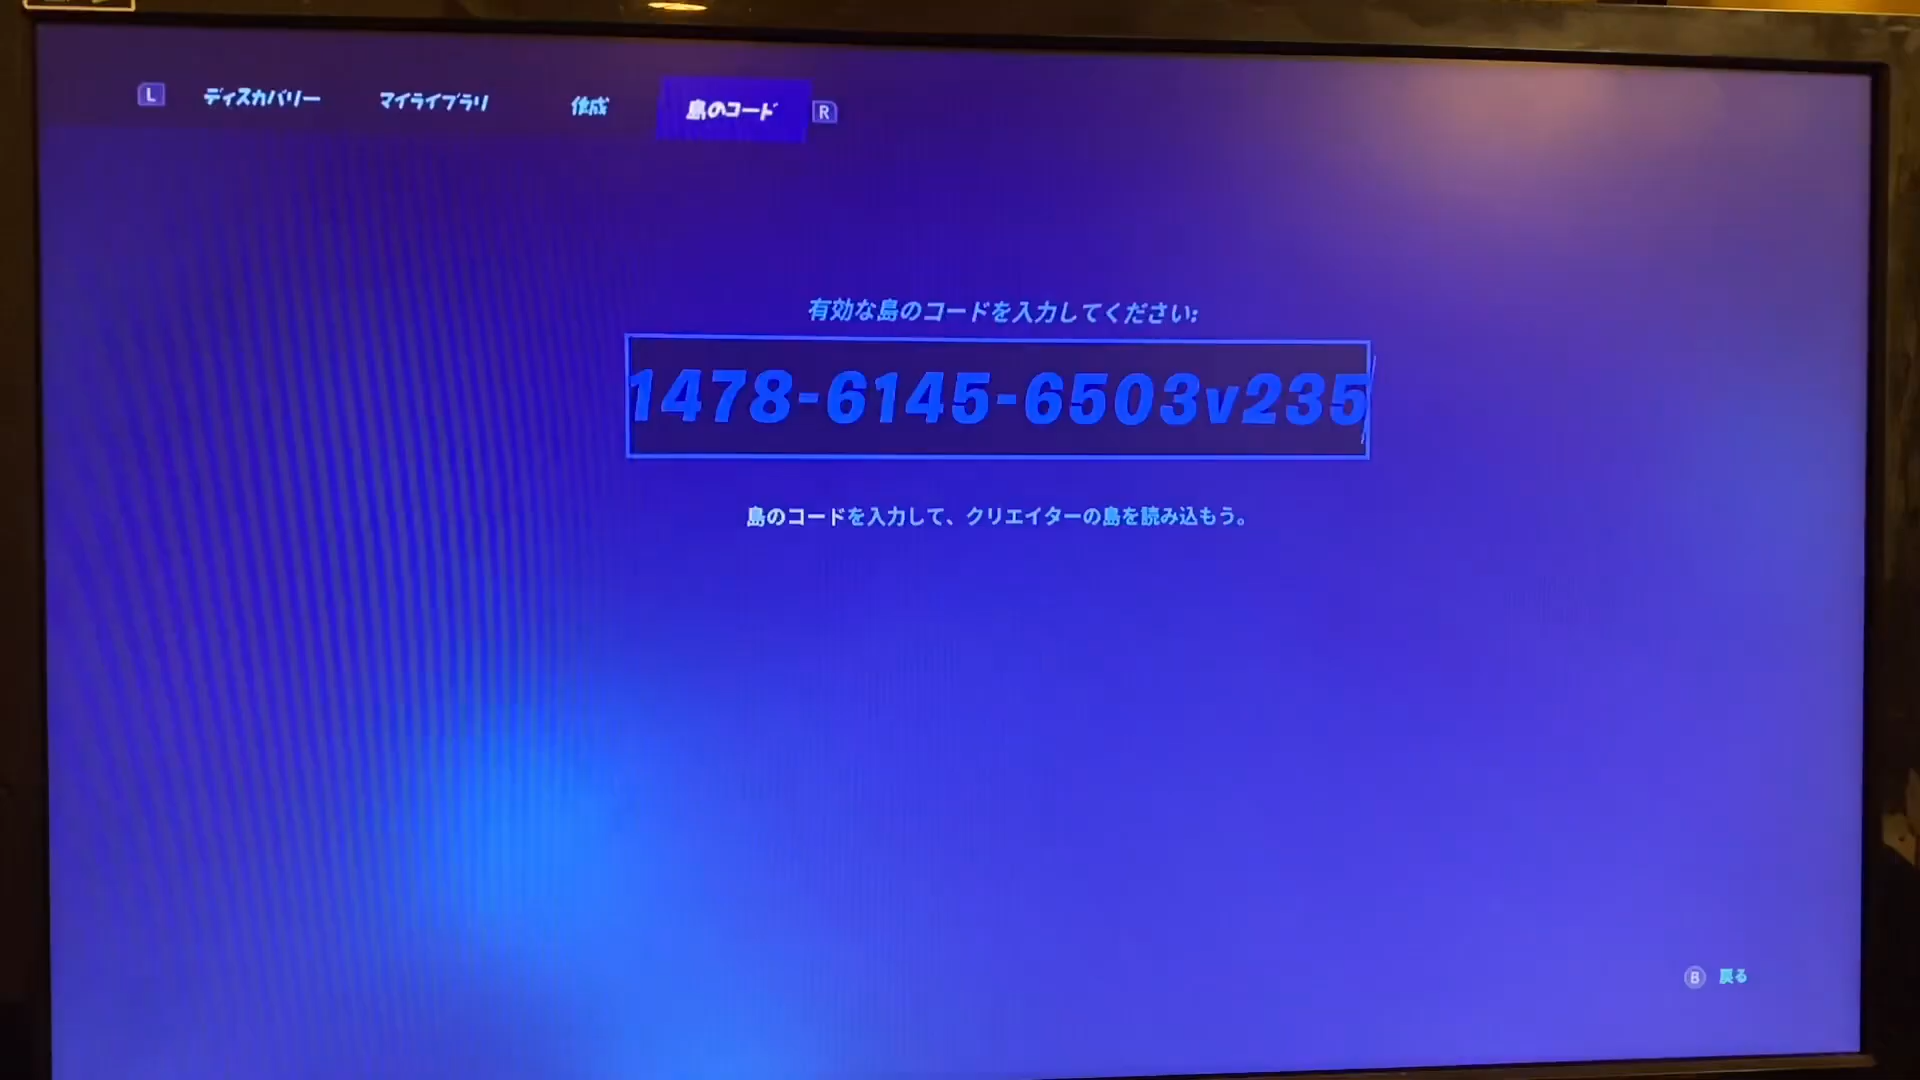 L ディスカバリー マイライブラリ 作成 島のコード R
有効な島のコードを入力してください:
1478-6145-6503v235
島のコードを入力して、クリエイターの島を読み込もう。
B 戻る